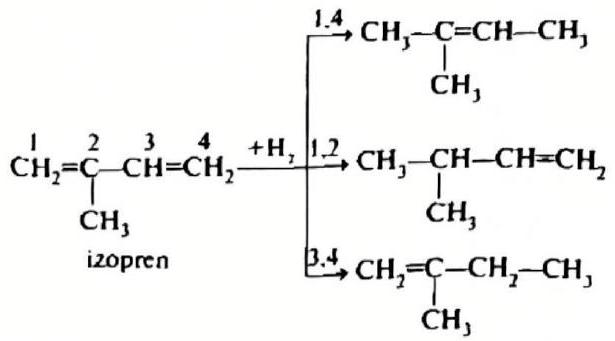 1,4
CH₃–C=CH–CH₃
CH₃
1 2 3 4
CH₂=C–CH=CH₂
+H₂
1,2
CH₃–CH–CH=CH₂
CH₃
CH₃
izopren
3,4
CH₂=C–CH₂–CH₃
CH₃